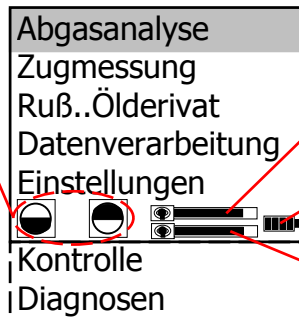 Abgasanalyse
Zugmessung
Ruß..Ölderivat
Datenverarbeitung
Einstellungen
Kontrolle
Diagnosen